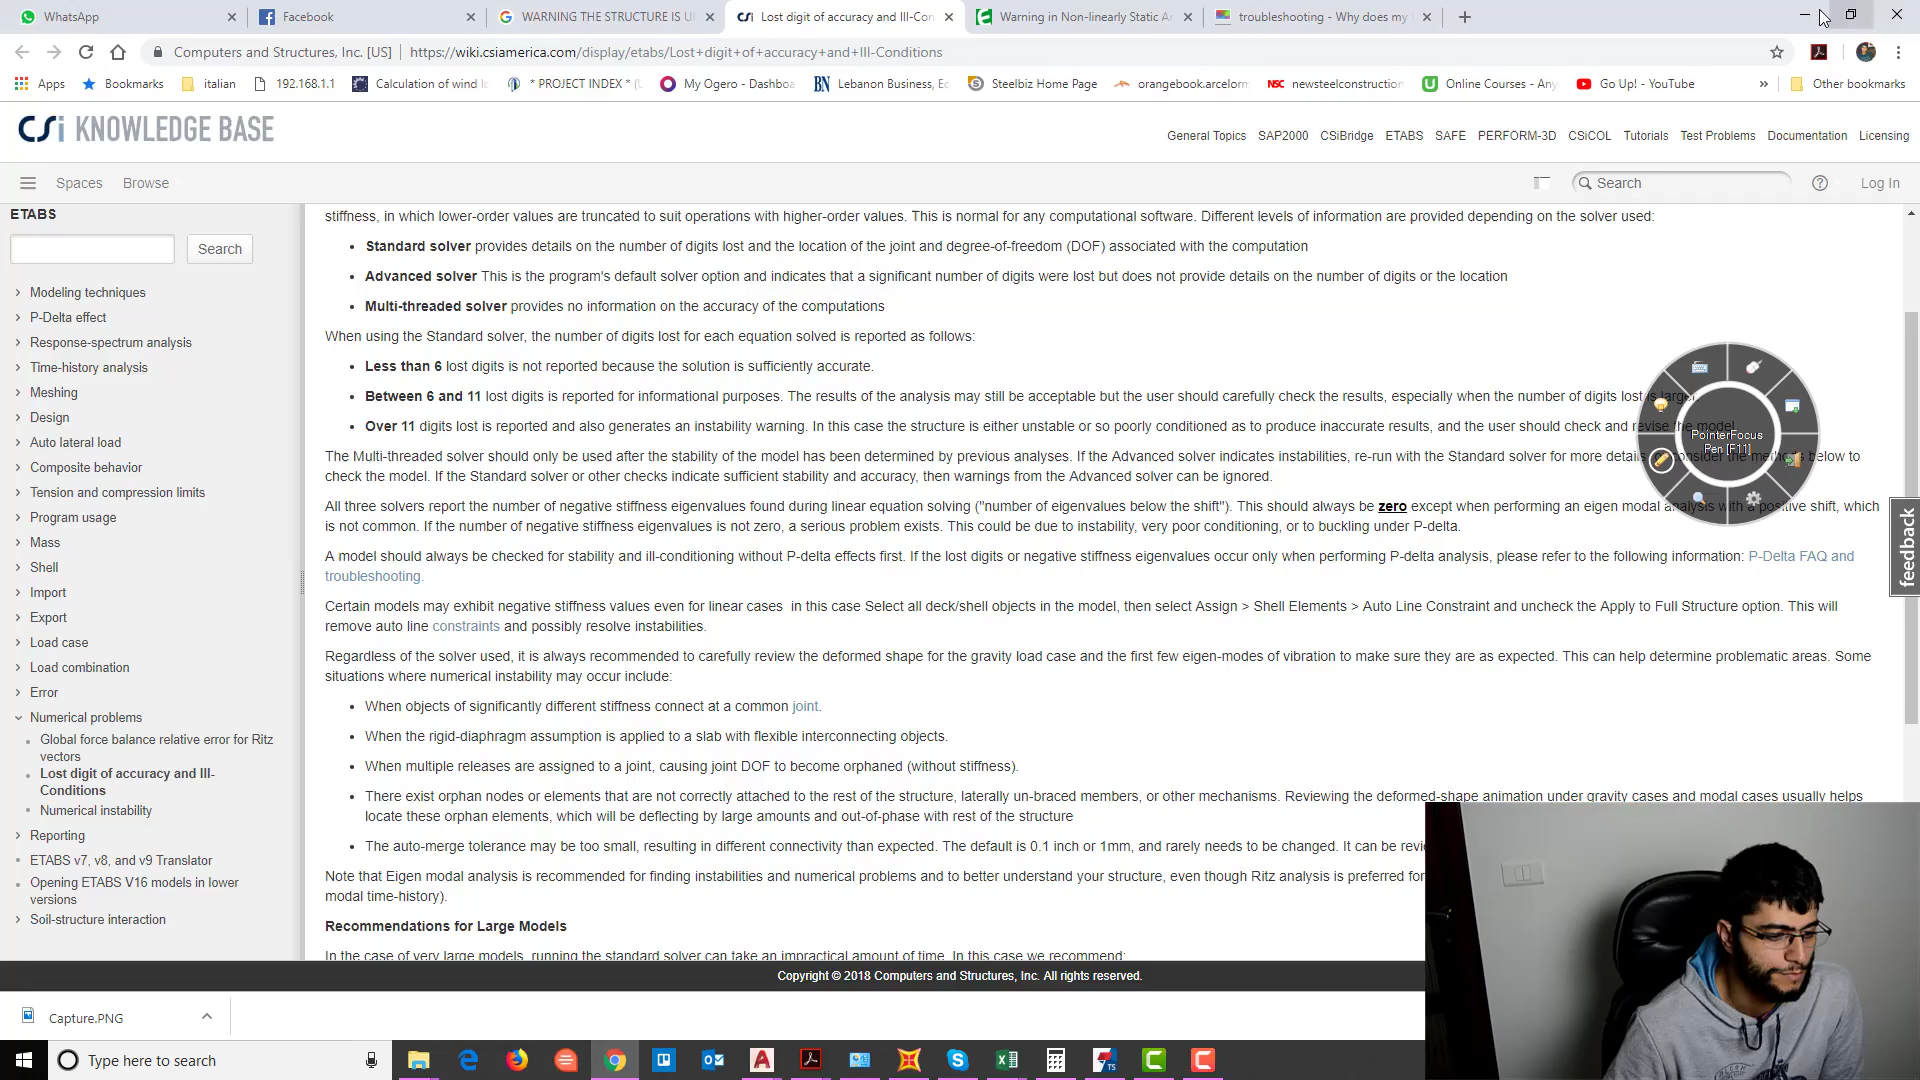 WhatsApp
Facebook
WARNING THE STRUCTURE IS U
CSi Lost digit of accuracy and Ill-Con
Warning in Non-linearly Static A
troubleshooting - Why does my
Computers and Structures, Inc. [US] https://wiki.csiamerica.com/display/etabs/Lost+digit+of+accuracy+and+Ill-Conditions
Apps Bookmarks italian 192.168.1.1 Calculation of wind l * PROJECT INDEX * ( My Ogero - Dashbo BN Lebanon Business, Ec Steelbiz Home Page orangebook.arcelorm NSC newsteelconstruction Online Courses - Any Go Up! - YouTube » Other bookmarks
CSi KNOWLEDGE BASE
General Topics SAP2000 CSiBridge ETABS SAFE PERFORM-3D CSiCOL Tutorials Test Problems Documentation Licensing
Spaces Browse Search Log In
ETABS
Search
Modeling techniques
P-Delta effect
Response-spectrum analysis
Time-history analysis
Meshing
Design
Auto lateral load
Composite behavior
Tension and compression limits
Program usage
Mass
Shell
Import
Export
Load case
Load combination
Error
Numerical problems
Global force balance relative error for Ritz
vectors
Lost digit of accuracy and Ill-
Conditions
Numerical instability
Reporting
ETABS v7, v8, and v9 Translator
Opening ETABS V16 models in lower
versions
Soil-structure interaction
stiffness, in which lower-order values are truncated to suit operations with higher-order values. This is normal for any computational software. Different levels of information are provided depending on the solver used:
• Standard solver provides details on the number of digits lost and the location of the joint and degree-of-freedom (DOF) associated with the computation
• Advanced solver This is the program's default solver option and indicates that a significant number of digits were lost but does not provide details on the number of digits or the location
• Multi-threaded solver provides no information on the accuracy of the computations
When using the Standard solver, the number of digits lost for each equation solved is reported as follows:
• Less than 6 lost digits is not reported because the solution is sufficiently accurate.
• Between 6 and 11 lost digits is reported for informational purposes. The results of the analysis may still be acceptable but the user should carefully check the results, especially when the number of digits lost is larger.
• Over 11 digits lost is reported and also generates an instability warning. In this case the structure is either unstable or so poorly conditioned as to produce inaccurate results, and the user should check and revise the model.
The Multi-threaded solver should only be used after the stability of the model has been determined by previous analyses. If the Advanced solver indicates instabilities, re-run with the Standard solver for more details or consider the methods below to
check the model. If the Standard solver or other checks indicate sufficient stability and accuracy, then warnings from the Advanced solver can be ignored.
All three solvers report the number of negative stiffness eigenvalues found during linear equation solving ("number of eigenvalues below the shift"). This should always be zero except when performing an eigen modal analysis with a positive shift, which
is not common. If the number of negative stiffness eigenvalues is not zero, a serious problem exists. This could be due to instability, very poor conditioning, or to buckling under P-delta.
A model should always be checked for stability and ill-conditioning without P-delta effects first. If the lost digits or negative stiffness eigenvalues occur only when performing P-delta analysis, please refer to the following information: P-Delta FAQ and
troubleshooting.
Certain models may exhibit negative stiffness values even for linear cases in this case Select all deck/shell objects in the model, then select Assign > Shell Elements > Auto Line Constraint and uncheck the Apply to Full Structure option. This will
remove auto line constraints and possibly resolve instabilities.
Regardless of the solver used, it is always recommended to carefully review the deformed shape for the gravity load case and the first few eigen-modes of vibration to make sure they are as expected. This can help determine problematic areas. Some
situations where numerical instability may occur include:
• When objects of significantly different stiffness connect at a common joint.
• When the rigid-diaphragm assumption is applied to a slab with flexible interconnecting objects.
• When multiple releases are assigned to a joint, causing joint DOF to become orphaned (without stiffness).
• There exist orphan nodes or elements that are not correctly attached to the rest of the structure, laterally un-braced members, or other mechanisms. Reviewing the deformed-shape animation under gravity cases and modal cases usually helps
locate these orphan elements, which will be deflecting by large amounts and out-of-phase with rest of the structure
• The auto-merge tolerance may be too small, resulting in different connectivity than expected. The default is 0.1 inch or 1mm, and rarely needs to be changed. It can be revi
Note that Eigen modal analysis is recommended for finding instabilities and numerical problems and to better understand your structure, even though Ritz analysis is preferred for
modal time-history).
Recommendations for Large Models
In the case of very large models, running the standard solver can take an impractical amount of time. In this case we recommend:
PointerFocus
Pen [F11]
feedback
Copyright © 2018 Computers and Structures, Inc. All rights reserved.
Capture.PNG
Type here to search